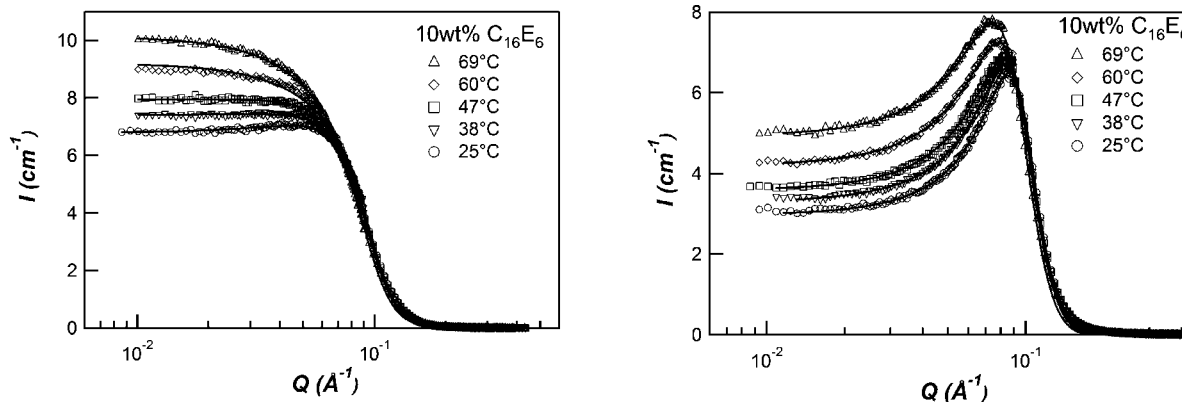 10
8
6
4
2
0
I (cm⁻¹)
10⁻²
10⁻¹
Q (Å⁻¹)
10wt% C₁₆E₆
69°C
60°C
47°C
38°C
25°C
8
6
4
2
0
I (cm⁻¹)
10⁻²
10⁻¹
Q (Å⁻¹)
10wt% C₁₆E₆
69°C
60°C
47°C
38°C
25°C